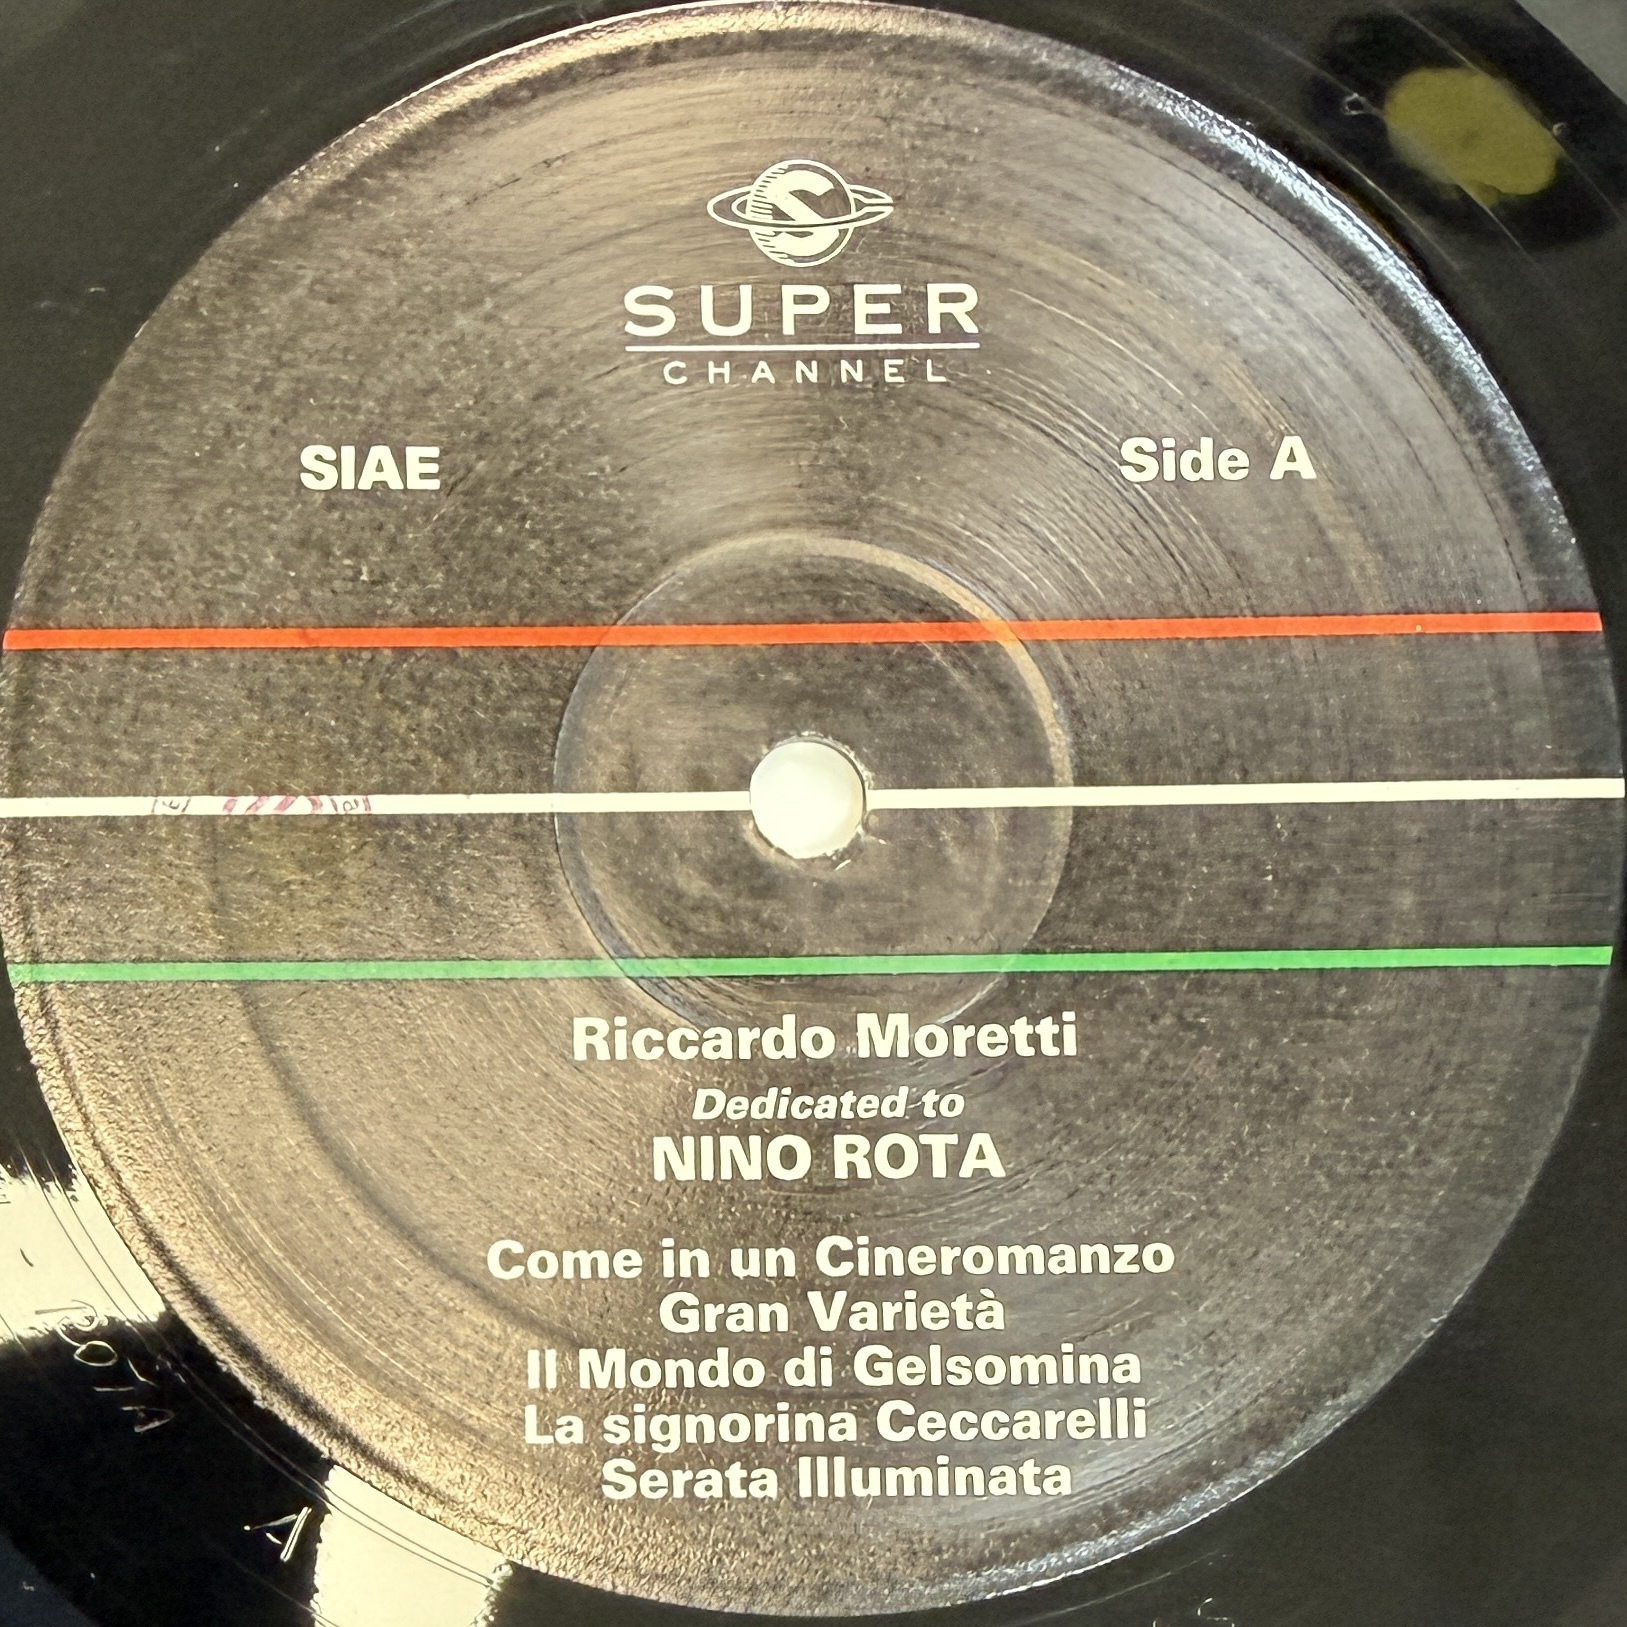 S
SUPER
CHANNEL
SIAE
Side A
Riccardo Moretti
Dedicated to
NINO ROTA
Come in un Cineromanzo
Gran Varietà
Il Mondo di Gelsomina
La signorina Ceccarelli
Serata Illuminata
A